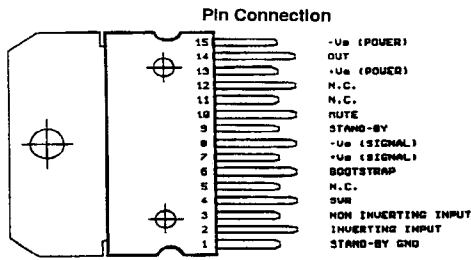 Pin Connection
15 -Vs (POWER)
14 OUT
13 +Vs (POWER)
12 N.C.
11 N.C.
10 MUTE
9 STAND-BY
8 -Vs (SIGNAL)
7 +Vs (SIGNAL)
6 BOOTSTRAP
5 N.C.
4 SVR
3 NON INVERTING INPUT
2 INVERTING INPUT
1 STAND-BY GND